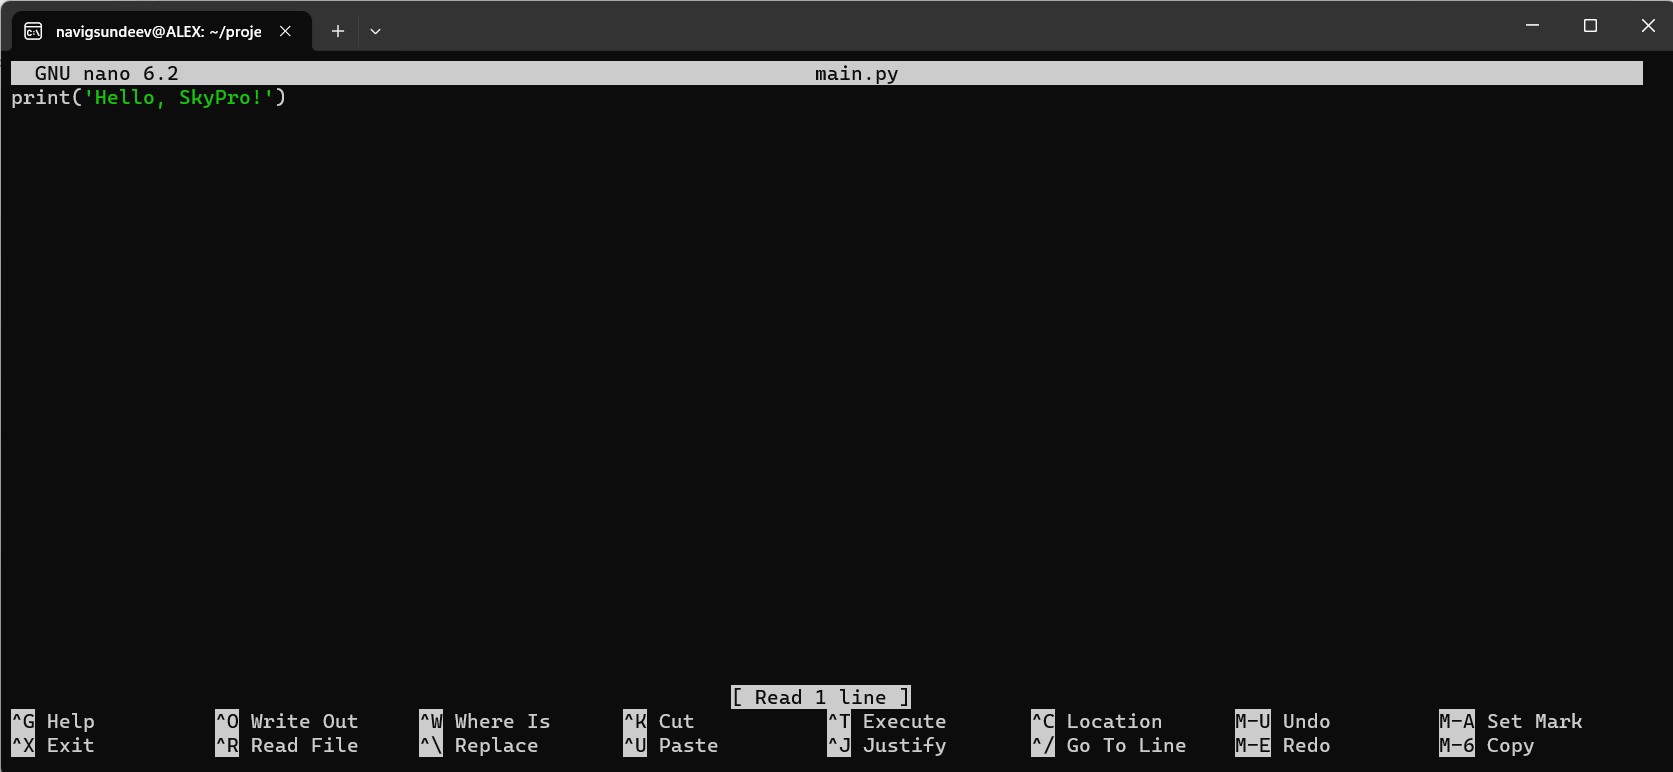 navigsundeev@ALEX: ~/proje
GNU nano 6.2 main.py
print('Hello, SkyPro!')
[ Read 1 line ]
^G Help ^O Write Out ^W Where Is ^K Cut ^T Execute ^C Location M-U Undo M-A Set Mark
^X Exit ^R Read File ^\ Replace ^U Paste ^J Justify ^/ Go To Line M-E Redo M-6 Copy